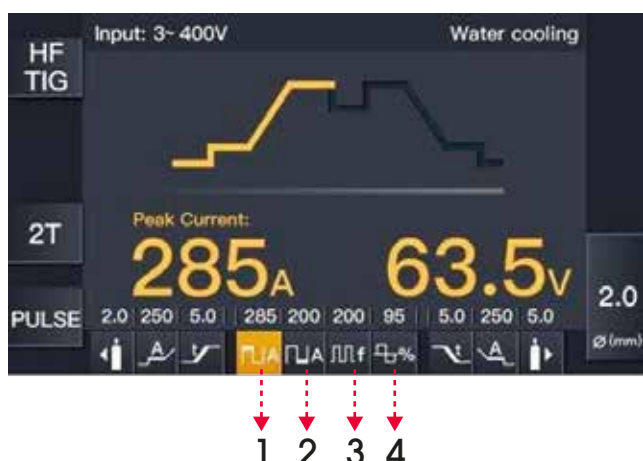 Input: 3~ 400V Water cooling
HF
TIG
Peak Current:
2T
285A 63.5V
2.0
PULSE
2.0 250 5.0 285 200 200 95 5.0 250 5.0
A t A A f % t A ø(mm)
1 2 3 4